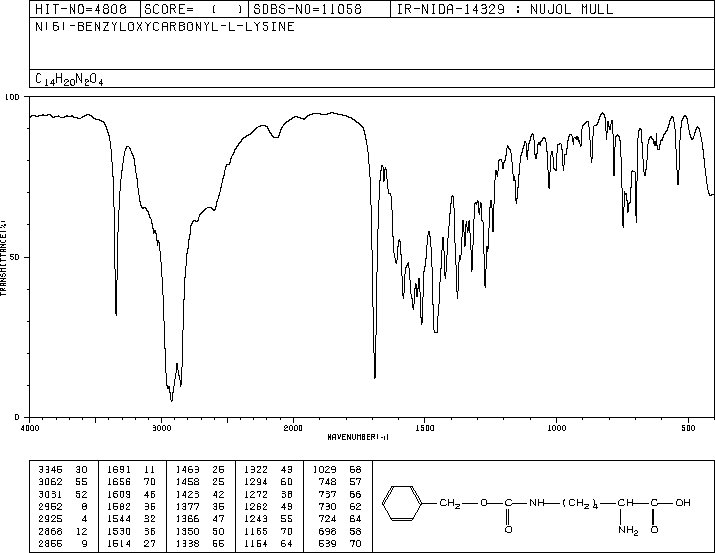 HIT-NO=4808 SCORE= ( ) SDBS-NO=11058 IR-NIDA-14329 : NUJOL MULL
N(6)-BENZYLOXYCARBONYL-L-LYSINE
C14H20N2O4
100
50
0
TRANSMITTANCE(%)
4000 3000 2000 1500 1000 500
WAVENUMBER(-1)
3345 30 1691 11 1463 25 1322 43 1029 68
3062 55 1656 70 1458 25 1294 60 748 57
3031 52 1609 46 1423 42 1272 38 737 66
2952 8 1582 36 1377 35 1262 49 730 62
2925 4 1544 32 1366 47 1243 55 724 64
2868 12 1530 36 1350 50 1165 70 698 58
2855 9 1514 27 1338 55 1154 64 539 70
CH2 O C NH (CH2)4 CH C OH
O NH2 O